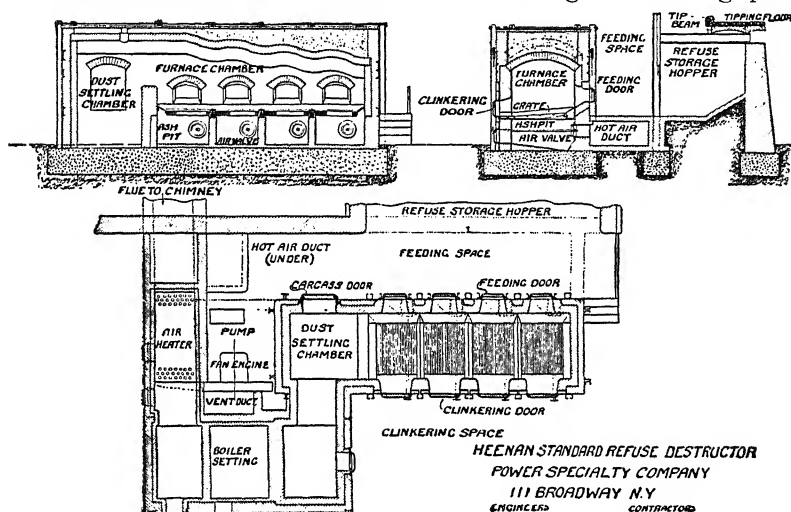 DUST
SETTLING
CHAMBER
FURNACE CHAMBER
ASH
PIT
AIR VALVE
TIP-
BEAM
TIPPING FLOOR
FEEDING
SPACE
REFUSE
STORAGE
HOPPER
FURNACE
CHAMBER
FEEDING
DOOR
CLINKERING
DOOR
GRATE
ASHPIT
AIR VALVE
HOT AIR
DUCT
FLUE TO CHIMNEY
REFUSE STORAGE HOPPER
HOT AIR DUCT
(UNDER)
FEEDING SPACE
CARCASS DOOR
FEEDING DOOR
AIR
HEATER
PUMP
FAN ENGINE
VENT DUCT
DUST
SETTLING
CHAMBER
CLINKERING DOOR
CLINKERING SPACE
BOILER
SETTING
HEENAN STANDARD REFUSE DESTRUCTOR
POWER SPECIALTY COMPANY
111 BROADWAY N.Y
ENGINEERS CONTRACTORS